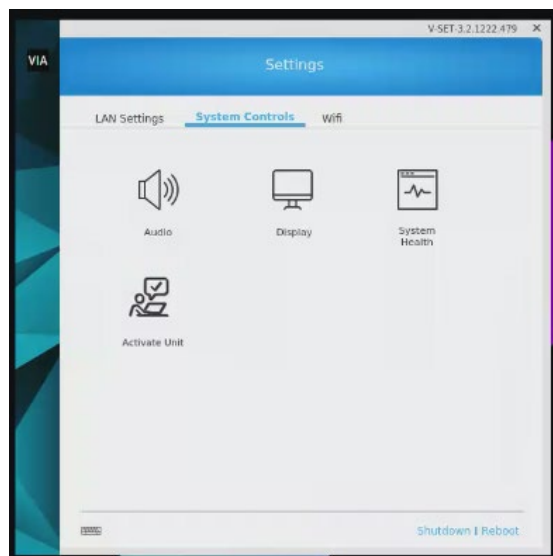 V-SET-3.2.1222.479 X
VIA
Settings
LAN Settings System Controls Wifi
Audio Display System
Health
Activate Unit
Shutdown | Reboot